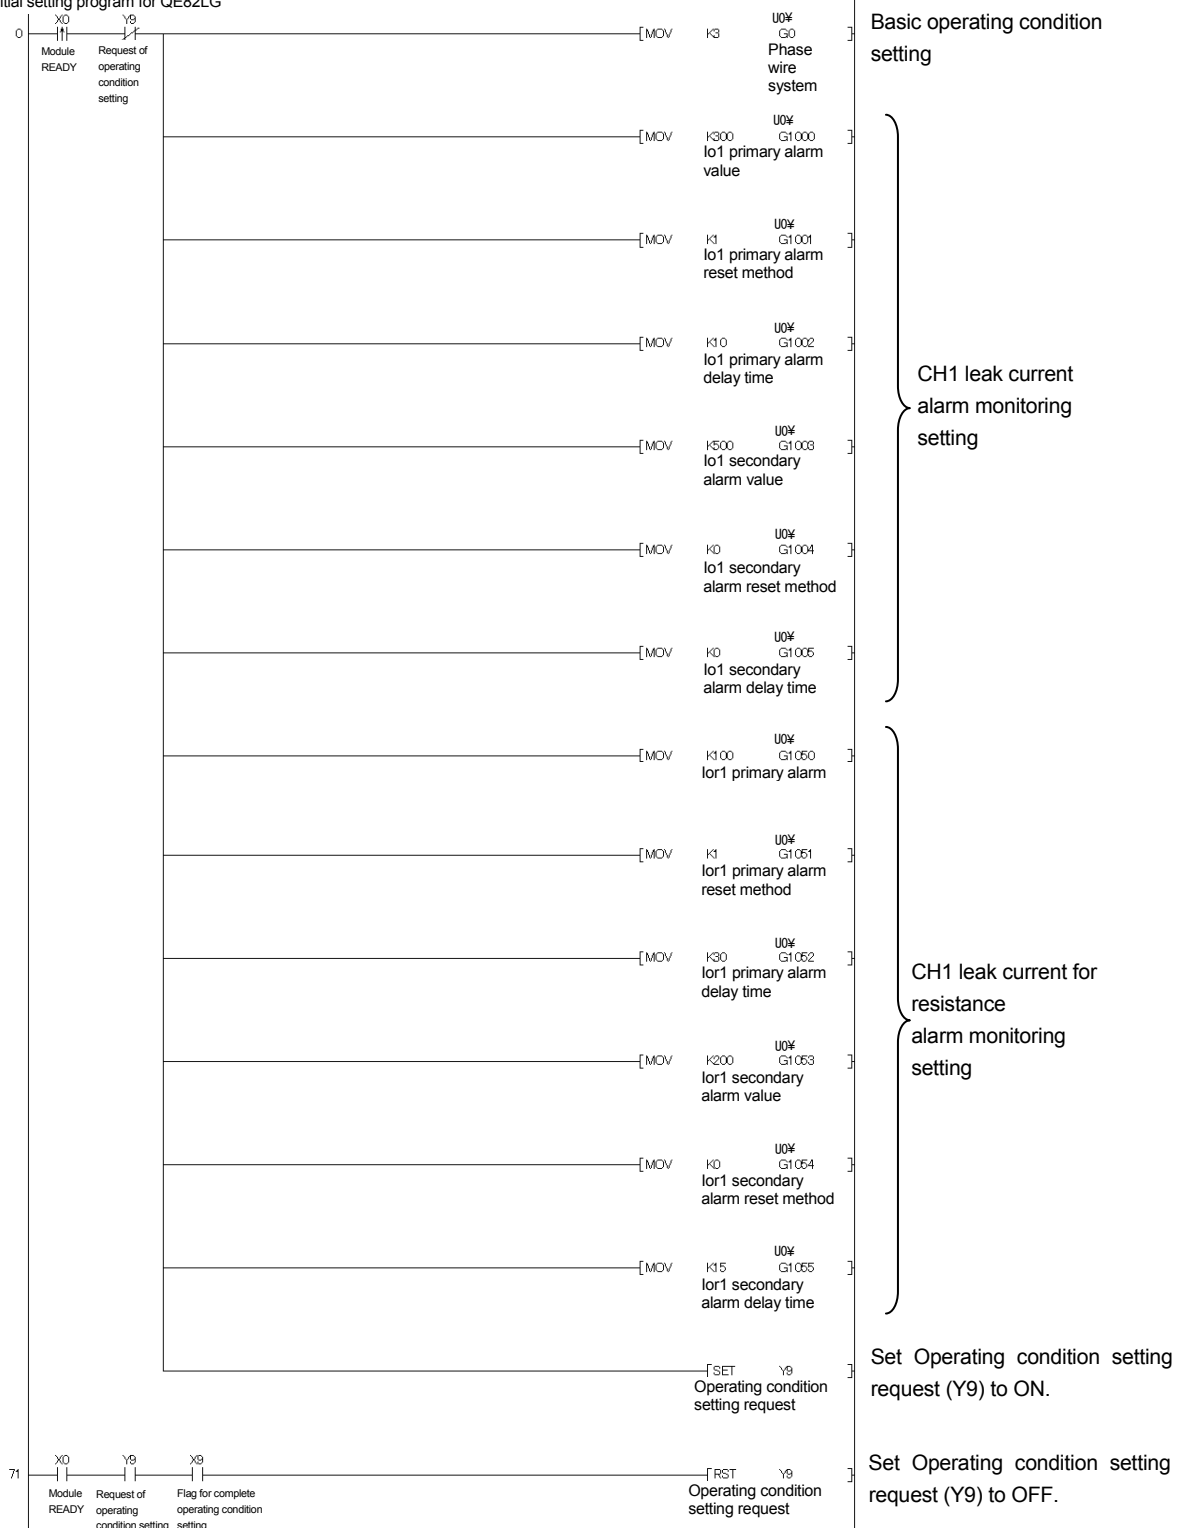 itial setting program for QE82LG
X0 Y9 U0¥
0 [MOV K3 G0 ]
Module READY
Request of operating condition setting
Phase
wire
system
Basic operating condition
setting
U0¥
[MOV K300 G1000 ]
Io1 primary alarm
value
U0¥
[MOV K1 G1001 ]
Io1 primary alarm
reset method
U0¥
[MOV K10 G1002 ]
Io1 primary alarm
delay time
U0¥
[MOV K500 G1003 ]
Io1 secondary
alarm value
U0¥
[MOV K0 G1004 ]
Io1 secondary
alarm reset method
U0¥
[MOV K0 G1005 ]
Io1 secondary
alarm delay time
CH1 leak current
alarm monitoring
setting
U0¥
[MOV K100 G1050 ]
Ior1 primary alarm
U0¥
[MOV K1 G1051 ]
Ior1 primary alarm
reset method
U0¥
[MOV K30 G1052 ]
Ior1 primary alarm
delay time
U0¥
[MOV K200 G1053 ]
Ior1 secondary
alarm value
U0¥
[MOV K0 G1054 ]
Ior1 secondary
alarm reset method
U0¥
[MOV K15 G1055 ]
Ior1 secondary
alarm delay time
CH1 leak current for
resistance
alarm monitoring
setting
[SET Y9 ]
Operating condition
setting request
Set Operating condition setting
request (Y9) to ON.
X0 Y9 X9
71 [RST Y9 ]
Module
READY
Request of
operating
condition setting
Flag for complete
operating condition
setting
Operating condition
setting request
Set Operating condition setting
request (Y9) to OFF.